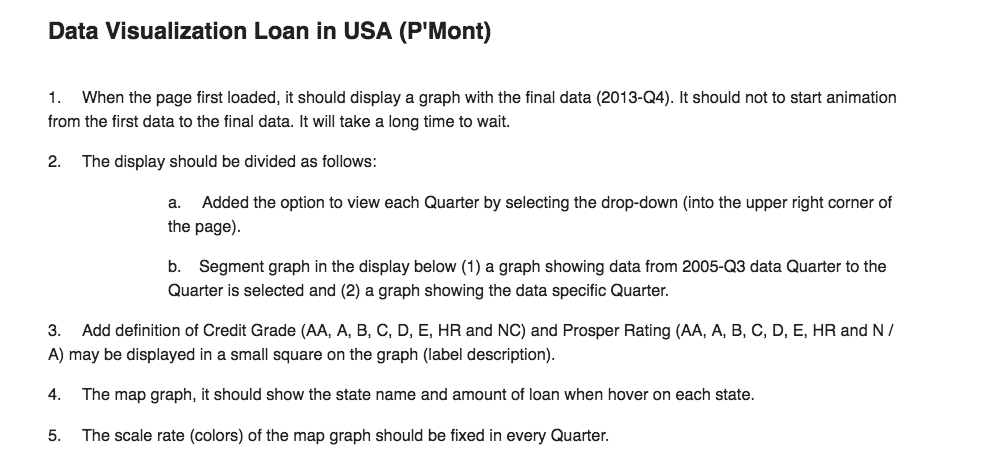 Data Visualization Loan in USA (P'Mont)
1. When the page first loaded, it should display a graph with the final data (2013-Q4). It should not to start animation
from the first data to the final data. It will take a long time to wait.
2. The display should be divided as follows:
a. Added the option to view each Quarter by selecting the drop-down (into the upper right corner of
the page).
b. Segment graph in the display below (1) a graph showing data from 2005-Q3 data Quarter to the
Quarter is selected and (2) a graph showing the data specific Quarter.
3. Add definition of Credit Grade (AA, A, B, C, D, E, HR and NC) and Prosper Rating (AA, A, B, C, D, E, HR and N /
A) may be displayed in a small square on the graph (label description).
4. The map graph, it should show the state name and amount of loan when hover on each state.
5. The scale rate (colors) of the map graph should be fixed in every Quarter.